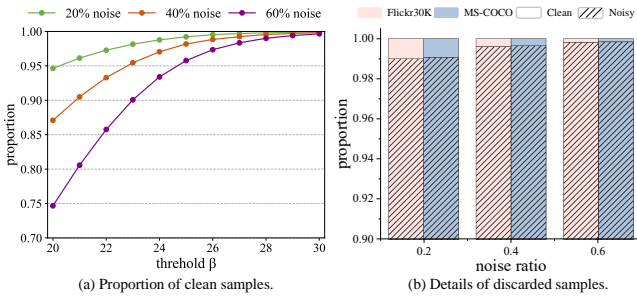 20% noise 40% noise 60% noise
1.00
0.95
0.90
0.85
0.80
0.75
0.70
proportion
20 22 24 26 28 30
threhold β
(a) Proportion of clean samples.
Flickr30K MS-COCO Clean Noisy
1.00
0.98
0.96
0.94
0.92
0.90
proportion
0.2 0.4 0.6
noise ratio
(b) Details of discarded samples.